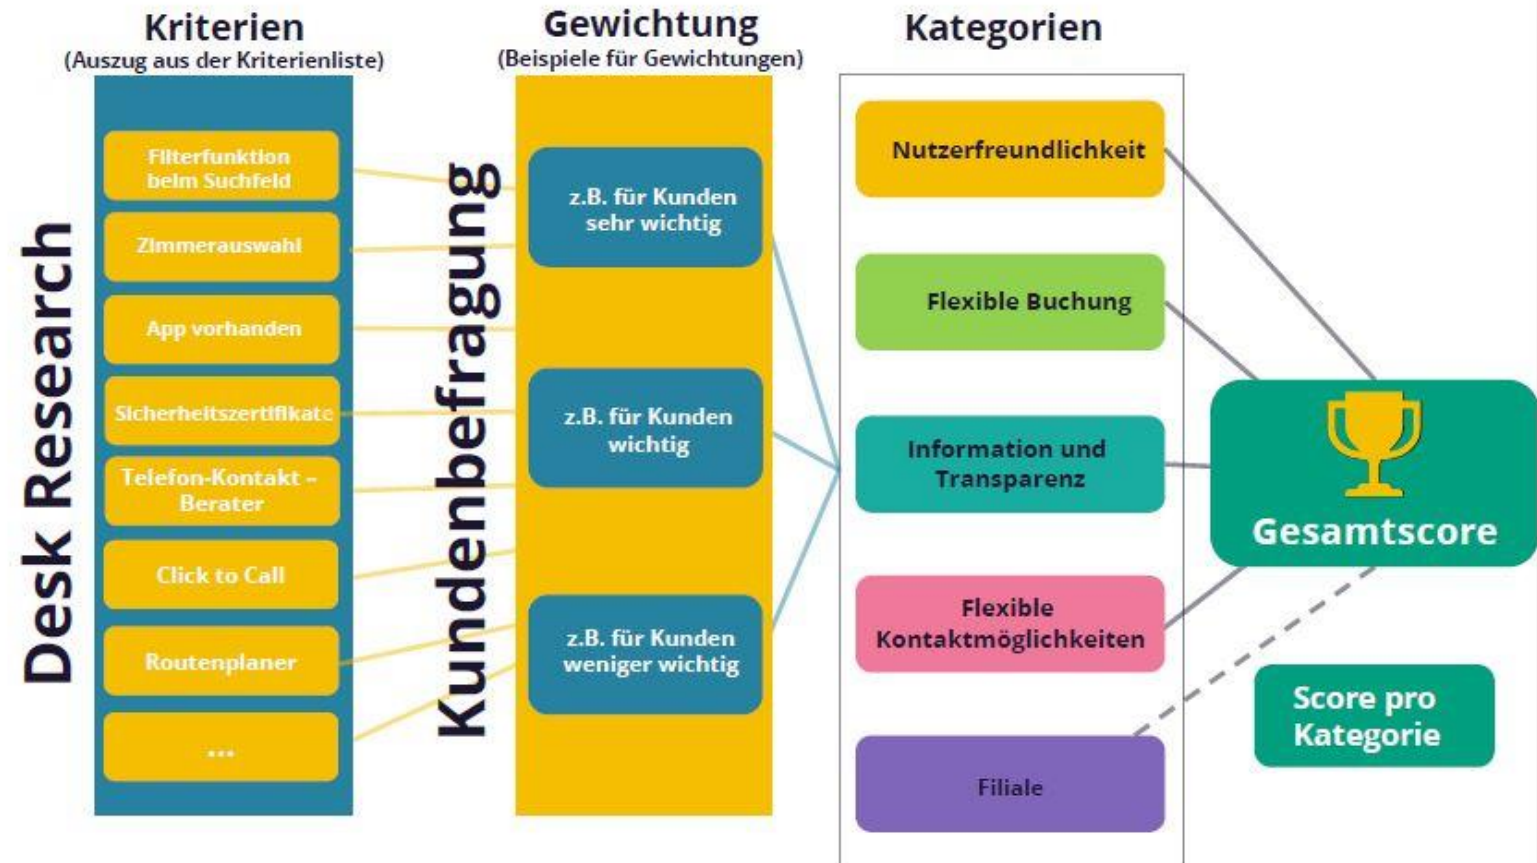 Kriterien
(Auszug aus der Kriterienliste)
Desk Research
Filterfunktion
beim Suchfeld
Zimmerauswahl
App vorhanden
Sicherheitszertifikate
Telefon-Kontakt –
Berater
Click to Call
Routenplaner
...
Gewichtung
(Beispiele für Gewichtungen)
Kundenbefragung
z.B. für Kunden
sehr wichtig
z.B. für Kunden
wichtig
z.B. für Kunden
weniger wichtig
Kategorien
Nutzerfreundlichkeit
Flexible Buchung
Information und
Transparenz
Flexible
Kontaktmöglichkeiten
Filiale
Gesamtscore
Score pro
Kategorie